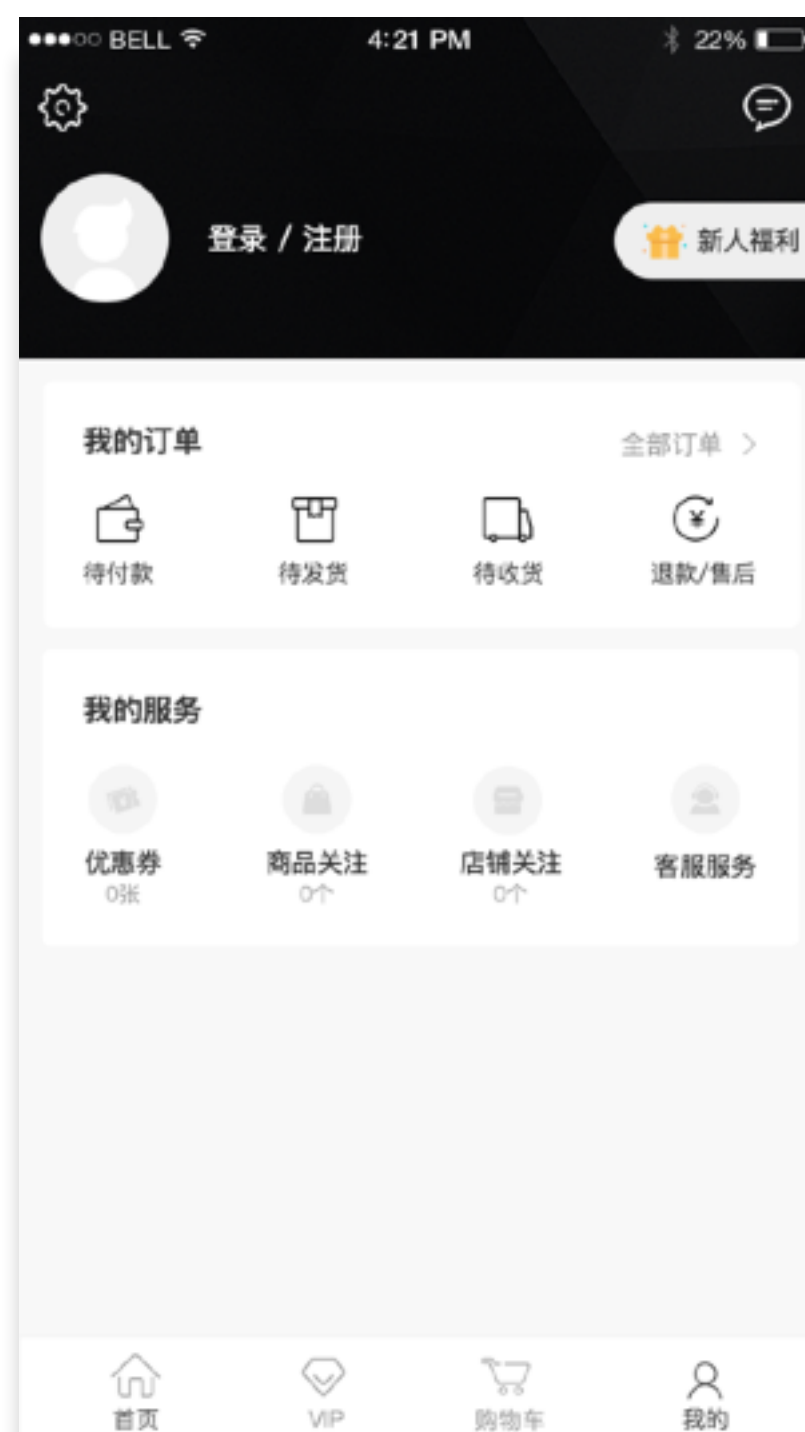 BELL 4:21 PM 22%
登录 / 注册 新人福利
我的订单 全部订单 >
¥
待付款 待发货 待收货 退款/售后
我的服务
优惠券 商品关注 店铺关注 客服服务
0张 0个 0个
首页 VIP 购物车 我的